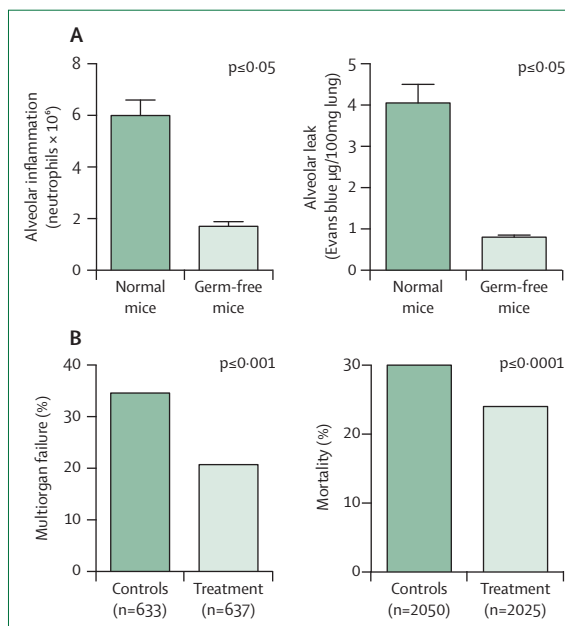 A
Alveolar inflammation
(neutrophils × 10⁶)
8
6
4
2
0
p≤0·05
Normal
mice
Germ-free
mice
Alveolar leak
(Evans blue µg/100mg lung)
5
4
3
2
1
0
p≤0·05
Normal
mice
Germ-free
mice
B
Multiorgan failure (%)
40
30
20
10
0
p≤0·001
Controls
(n=633)
Treatment
(n=637)
Mortality (%)
30
20
10
0
p≤0·0001
Controls
(n=2050)
Treatment
(n=2025)